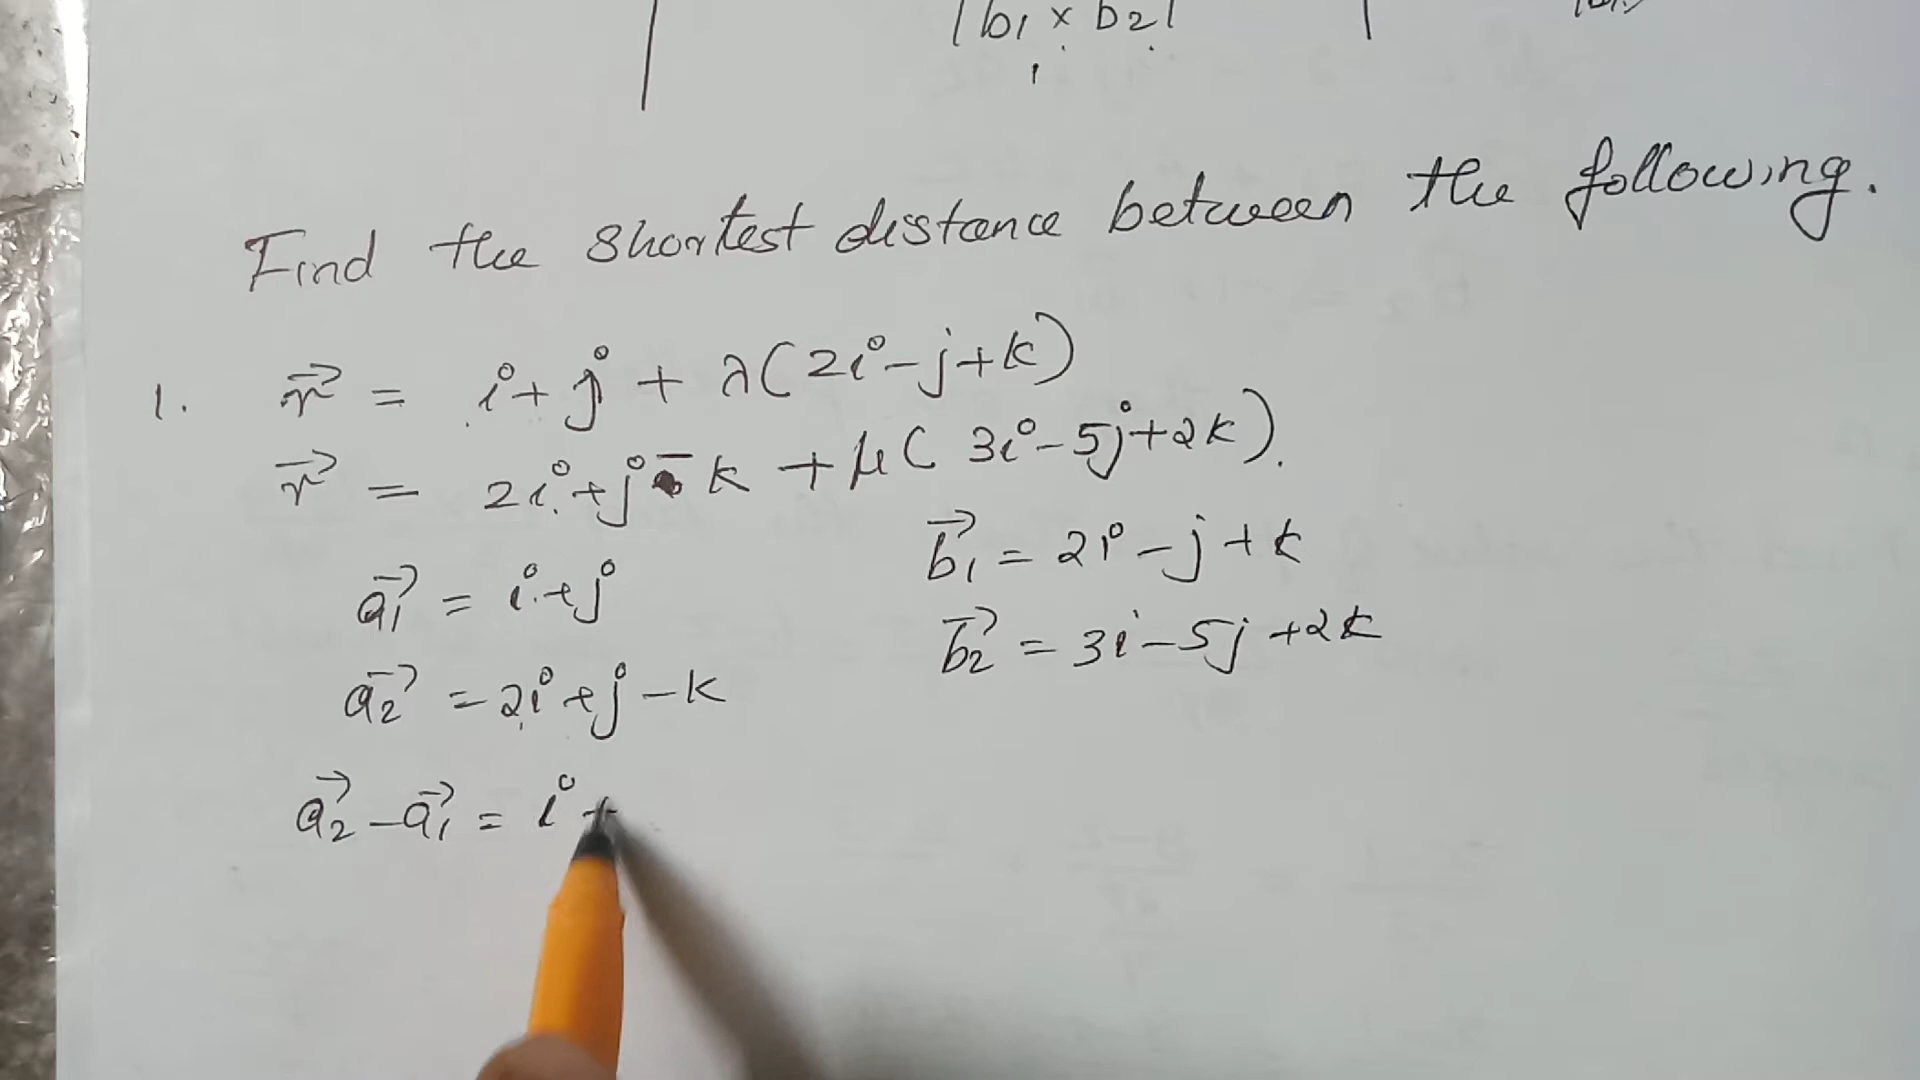 |b1 × b2|
Find the shortest distance between the following.
1. r⃗ = i + j + λ(2i - j + k)
r⃗ = 2i + j - k + μ(3i - 5j + 2k).
a⃗1 = i + j
b⃗1 = 2i - j + k
a⃗2 = 2i + j - k
b⃗2 = 3i - 5j + 2k
a⃗2 - a⃗1 = i +